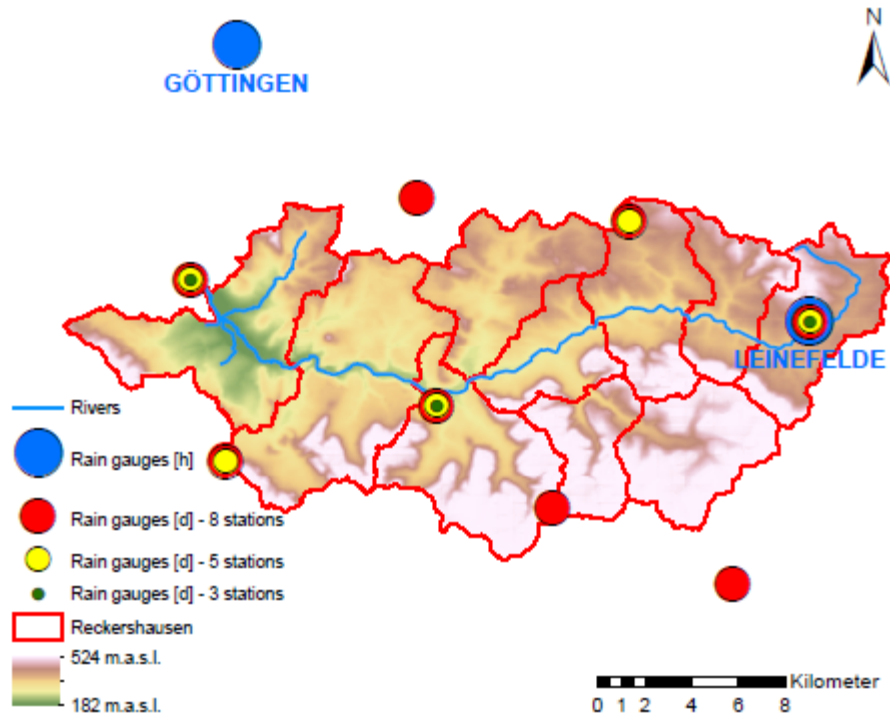 N
GÖTTINGEN
LEINEFELDE
Rivers
Rain gauges [h]
Rain gauges [d] - 8 stations
Rain gauges [d] - 5 stations
Rain gauges [d] - 3 stations
Reckershausen
524 m.a.s.l.
182 m.a.s.l.
Kilometer
0 1 2 4 6 8